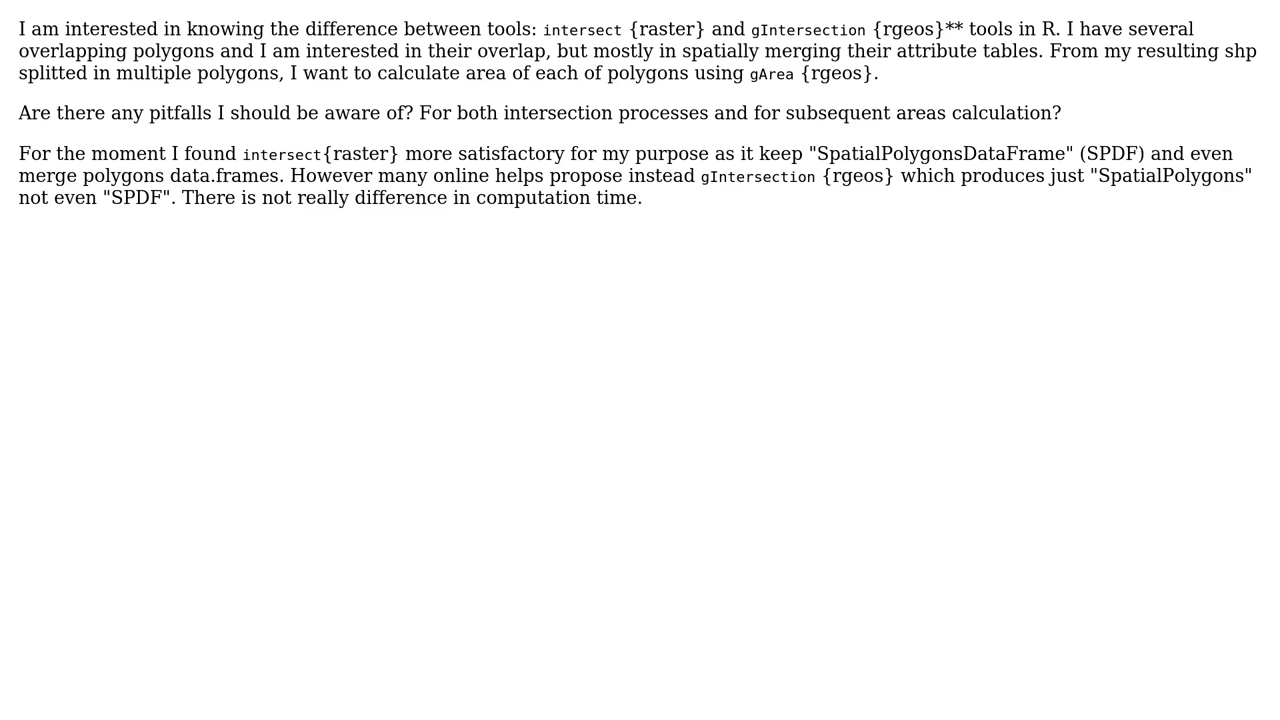 I am interested in knowing the difference between tools: intersect {raster} and gIntersection {rgeos}** tools in R. I have several
overlapping polygons and I am interested in their overlap, but mostly in spatially merging their attribute tables. From my resulting shp
splitted in multiple polygons, I want to calculate area of each of polygons using gArea {rgeos}.
Are there any pitfalls I should be aware of? For both intersection processes and for subsequent areas calculation?
For the moment I found intersect{raster} more satisfactory for my purpose as it keep "SpatialPolygonsDataFrame" (SPDF) and even
merge polygons data.frames. However many online helps propose instead gIntersection {rgeos} which produces just "SpatialPolygons"
not even "SPDF". There is not really difference in computation time.